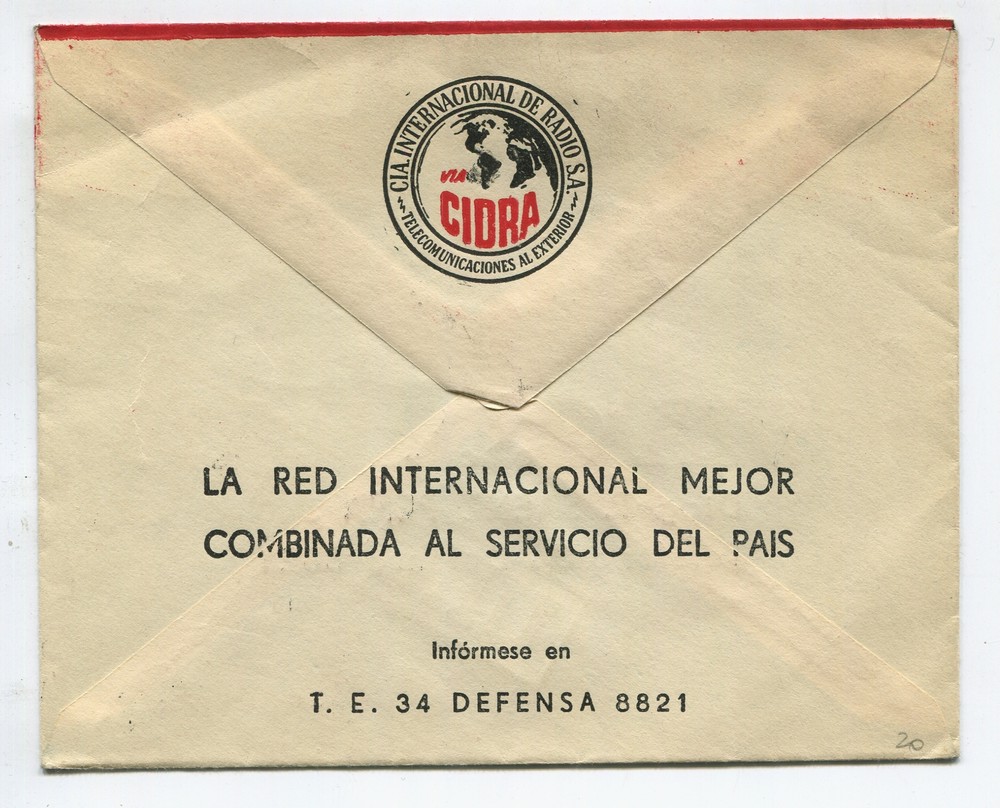 CIA. INTERNACIONAL DE RADIO S.A.
VIA
CIDRA
TELECOMUNICACIONES AL EXTERIOR
LA RED INTERNACIONAL MEJOR
COMBINADA AL SERVICIO DEL PAIS
Infórmese en
T. E. 34 DEFENSA 8821
20